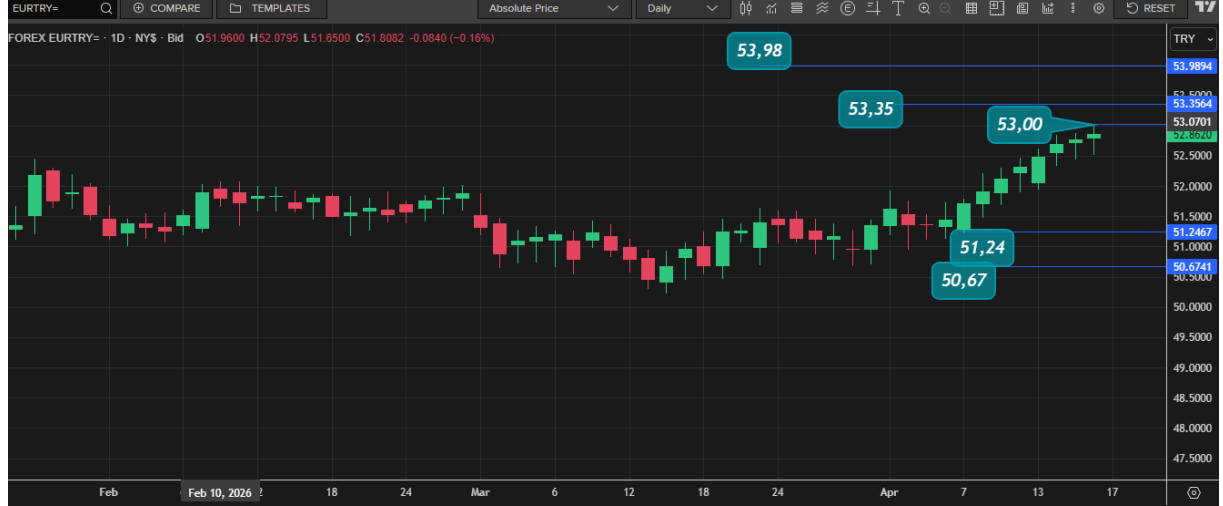 EURTRY=
COMPARE
TEMPLATES
Absolute Price
Daily
RESET
FOREX EURTRY= · 1D · NY$ · Bid O51.9600 H52.0795 L51.6500 C51.8082 -0.0840 (−0.16%)
TRY
53,98
53.9894
53.5000
53,35
53.3564
53.0701
53,00
52.8620
52.5000
52.0000
51.5000
51.2467
51,24
51.0000
50.6741
50,67
50.5000
50.0000
49.5000
49.0000
48.5000
48.0000
47.5000
Feb
Feb 10, 2026
18
24
Mar
6
12
18
24
Apr
7
13
17